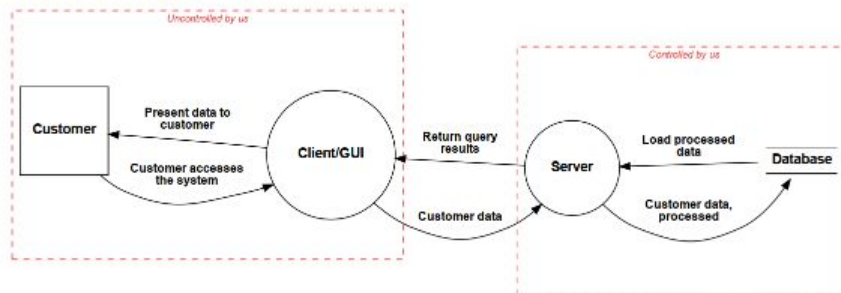 Uncontrolled by us
Controlled by us
Customer
Present data to
customer
Customer accesses
the system
Client/GUI
Return query
results
Customer data
Server
Load processed
data
Customer data,
processed
Database